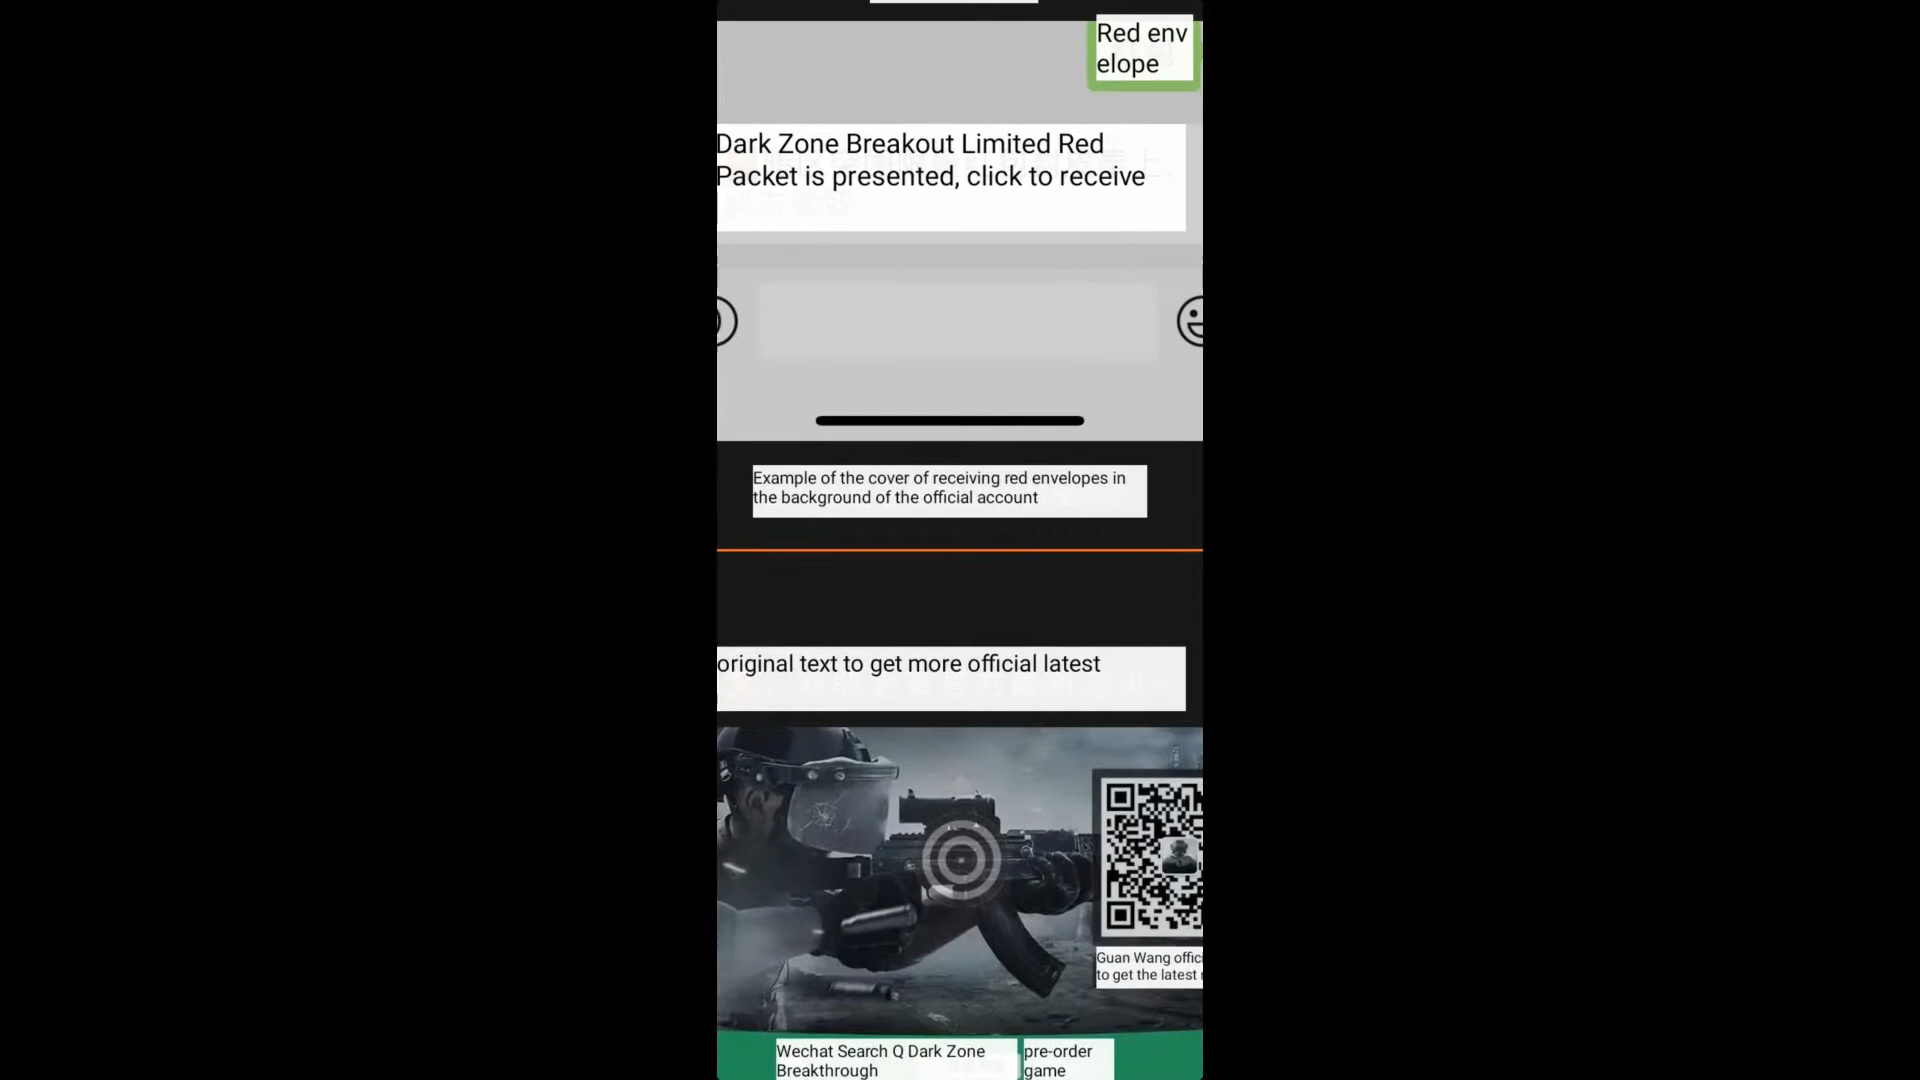 Red env
elope
Dark Zone Breakout Limited Red
Packet is presented, click to receive
Example of the cover of receiving red envelopes in
the background of the official account
original text to get more official latest
Guan Wang offic
to get the latest
Wechat Search Q Dark Zone
Breakthrough
pre-order
game